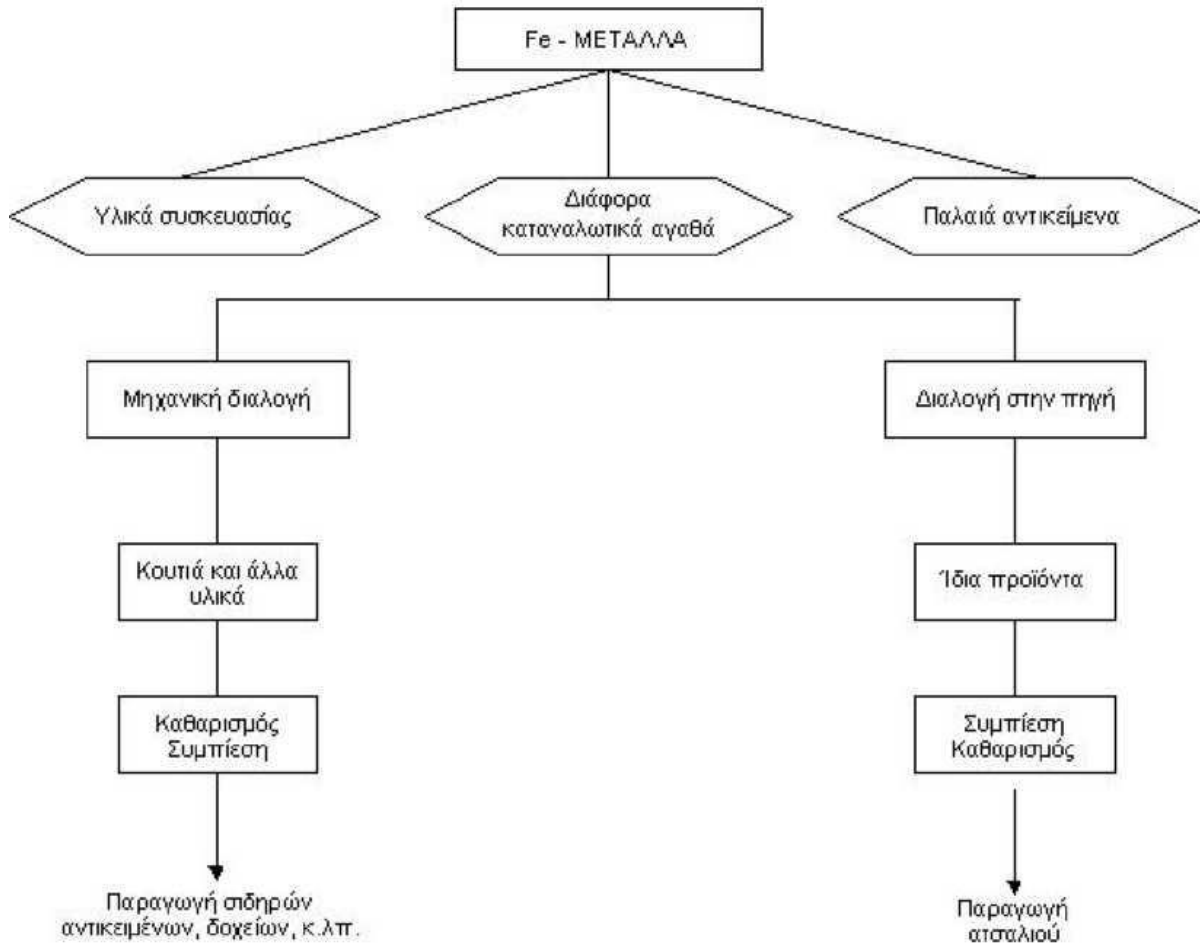 Fe - ΜΕΤΑΛΛΑ
Υλικά συσκευασίας
Διάφορα
καταναλωτικά αγαθά
Παλαιά αντικείμενα
Μηχανική διαλογή
Διαλογή στην πηγή
Κουτιά και άλλα
υλικά
Ίδια προϊόντα
Καθαρισμός
Συμπίεση
Συμπίεση
Καθαρισμός
Παραγωγή σιδηρών
αντικειμένων, δοχείων, κ.λπ.
Παραγωγή
ατσαλιού